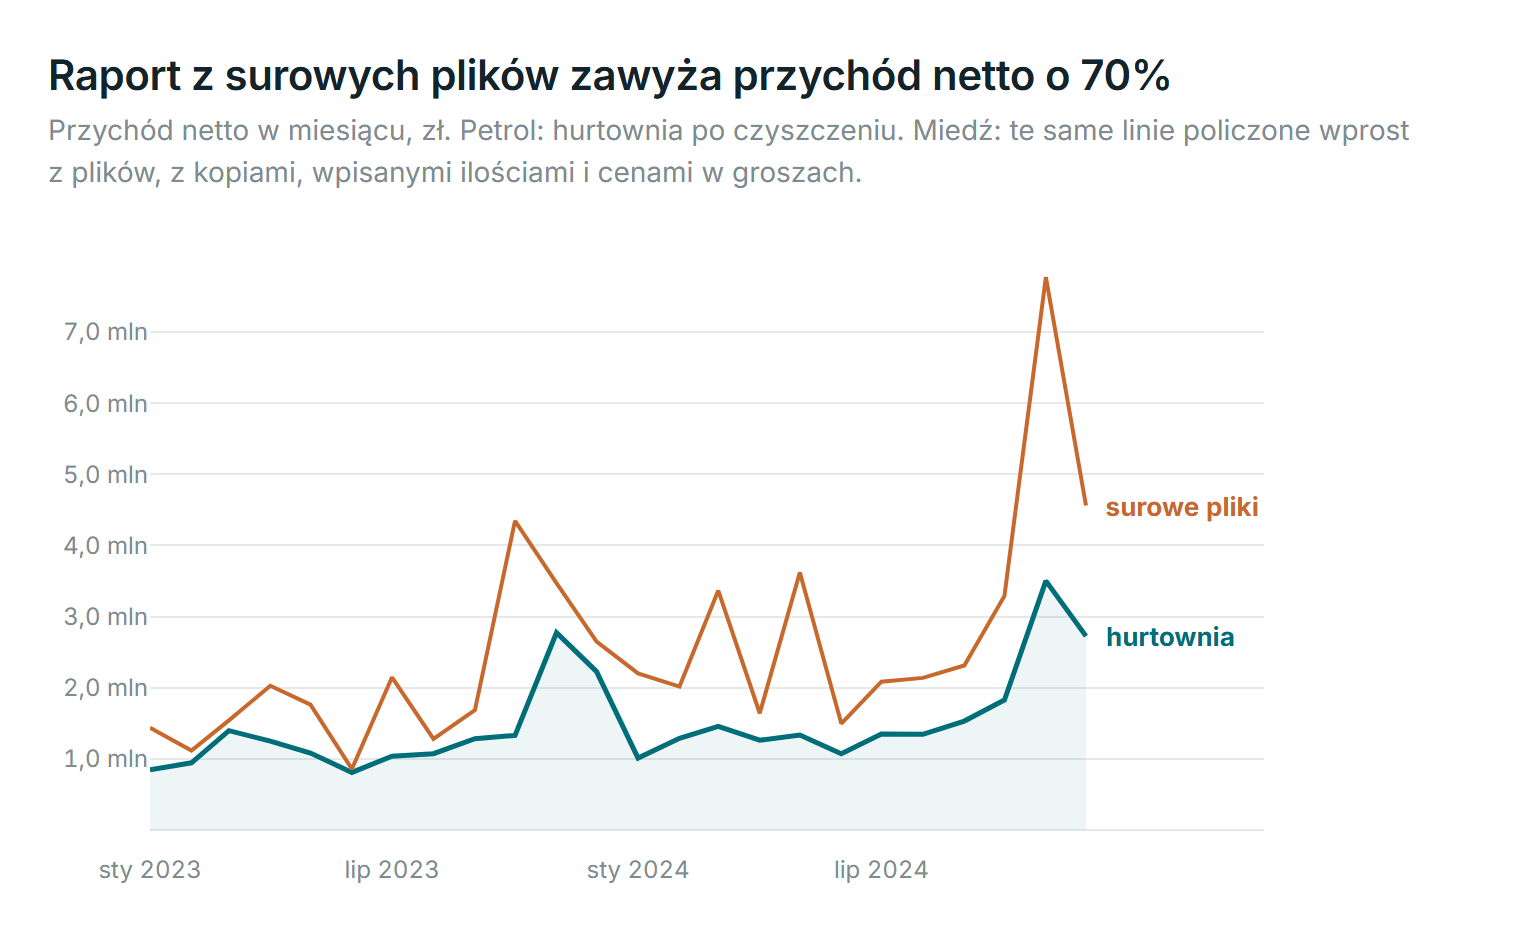 Raport z surowych plików zawyża przychód netto o 70%
Przychód netto w miesiącu, zł. Petrol: hurtownia po czyszczeniu. Miedź: te same linie policzone wprost
z plików, z kopiami, wpisanymi ilościami i cenami w groszach.
7,0 mln
6,0 mln
5,0 mln
surowe pliki
4,0 mln
3,0 mln
hurtownia
2,0 mln
1,0 mln
sty 2023 lip 2023 sty 2024 lip 2024